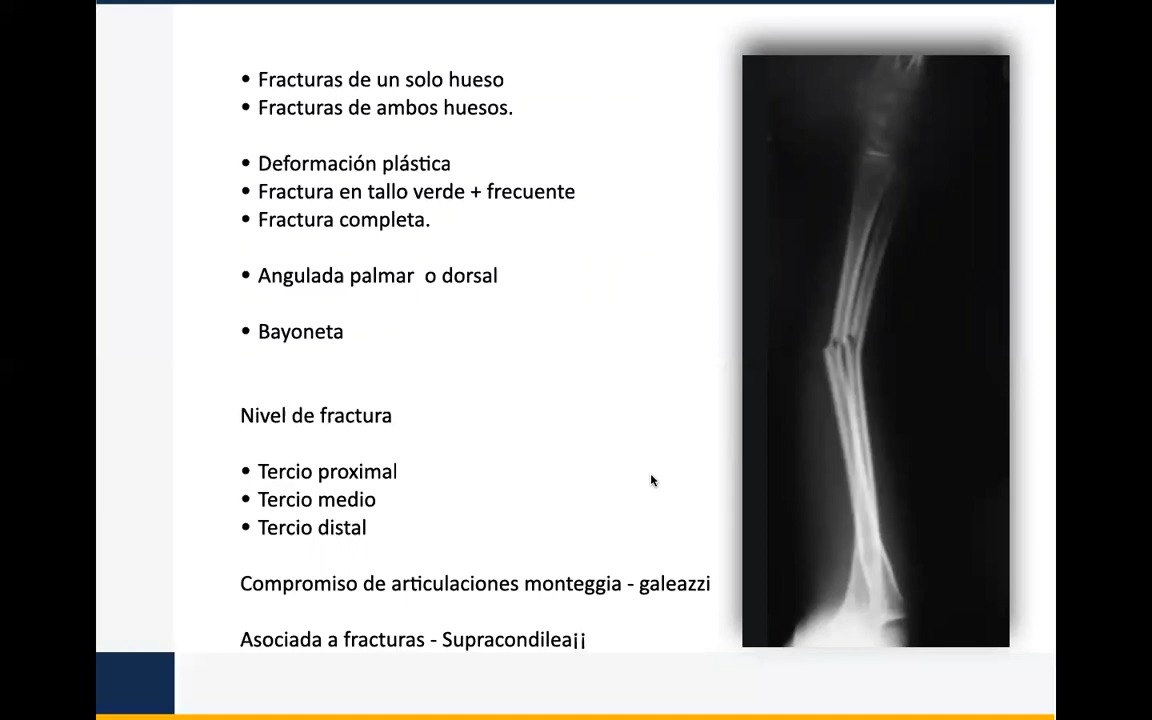 • Fracturas de un solo hueso
• Fracturas de ambos huesos.
• Deformación plástica
• Fractura en tallo verde + frecuente
• Fractura completa.
• Angulada palmar  o dorsal
• Bayoneta
Nivel de fractura
• Tercio proximal
• Tercio medio
• Tercio distal
Compromiso de articulaciones monteggia - galeazzi
Asociada a fracturas - Supracondilea¡¡